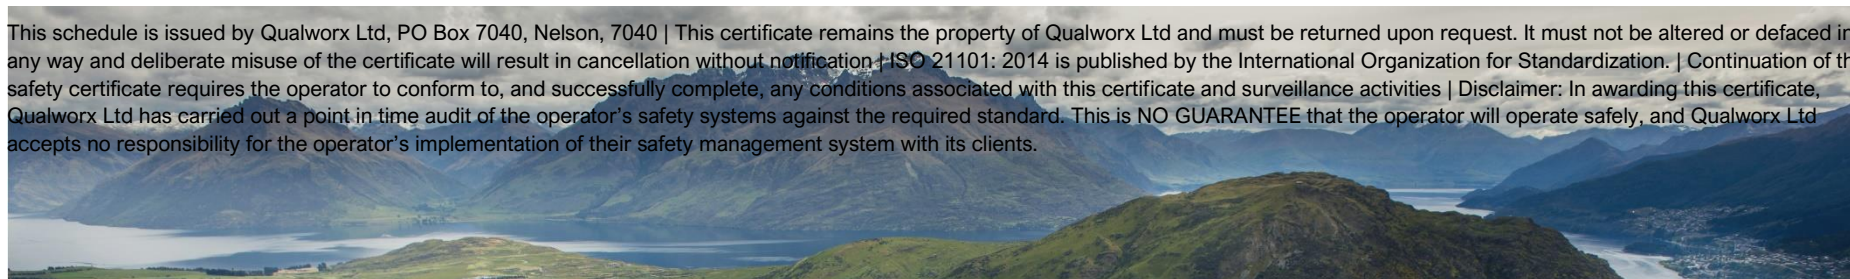 This schedule is issued by Qualworx Ltd, PO Box 7040, Nelson, 7040 | This certificate remains the property of Qualworx Ltd and must be returned upon request. It must not be altered or defaced in
any way and deliberate misuse of the certificate will result in cancellation without notification | ISO 21101: 2014 is published by the International Organization for Standardization. | Continuation of th
safety certificate requires the operator to conform to, and successfully complete, any conditions associated with this certificate and surveillance activities | Disclaimer: In awarding this certificate,
Qualworx Ltd has carried out a point in time audit of the operator’s safety systems against the required standard. This is NO GUARANTEE that the operator will operate safely, and Qualworx Ltd
accepts no responsibility for the operator’s implementation of their safety management system with its clients.